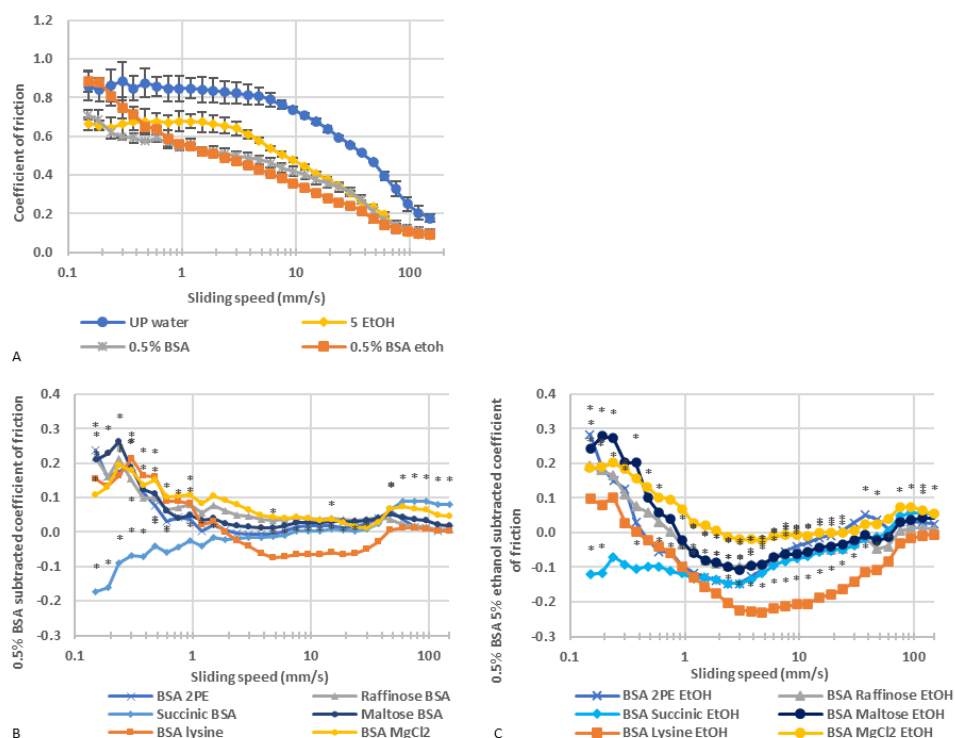 1.2
1.0
0.8
0.6
0.4
0.2
0.0
Coefficient of friction
0.1 1 10 100
Sliding speed (mm/s)
UP water 5 EtOH
0.5% BSA 0.5% BSA etoh
A
0.4
0.3
0.2
0.1
0.0
-0.1
-0.2
-0.3
0.5% BSA subtracted coefficient of friction
0.1 1 10 100
Sliding speed (mm/s)
BSA 2PE Raffinose BSA
Succinic BSA Maltose BSA
BSA lysine BSA MgCl2
B
0.4
0.3
0.2
0.1
0.0
-0.1
-0.2
-0.3
0.5% BSA 5% ethanol subtracted coefficient
of friction
0.1 1 10 100
Sliding speed (mm/s)
BSA 2PE EtOH BSA Raffinose EtOH
BSA Succinic EtOH BSA Maltose EtOH
BSA Lysine EtOH BSA MgCl2 EtOH
C